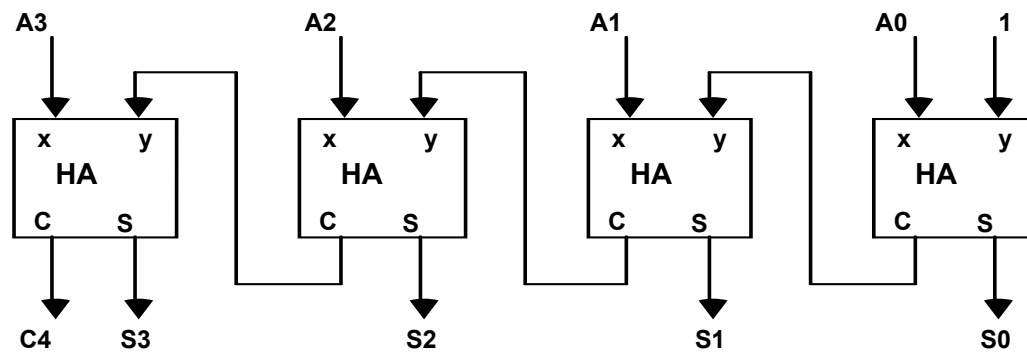 A3 A2 A1 A0 1
x y x y x y x y
HA HA HA HA
C S C S C S C S
C4 S3 S2 S1 S0